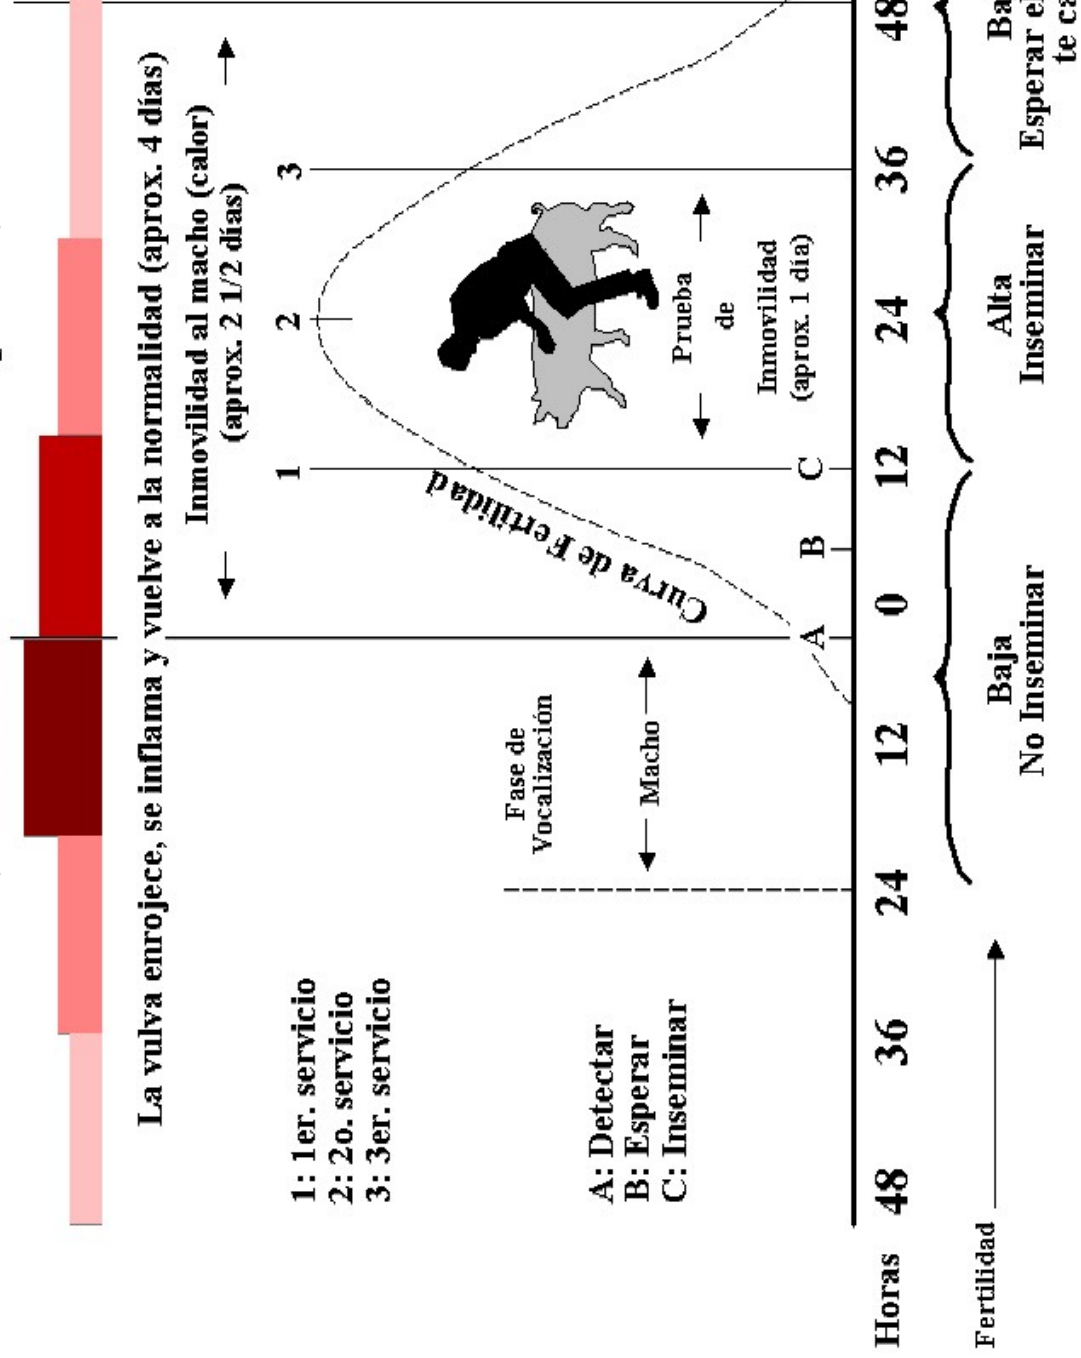 La vulva enrojece, se inflama y vuelve a la normalidad (aprox. 4 días)
Inmovilidad al macho (calor)
(aprox. 2 1/2 días)
1: 1er. servicio
2: 2o. servicio
3: 3er. servicio
1
2
3
Curva de Fertilidad
Fase de
Vocalización
Macho
Prueba
de
Inmovilidad
(aprox. 1 día)
A: Detectar
B: Esperar
C: Inseminar
A
B
C
Horas 48 36 24 12 0 12 24 36 48
Fertilidad
Baja
No Inseminar
Alta
Inseminar
Esperar